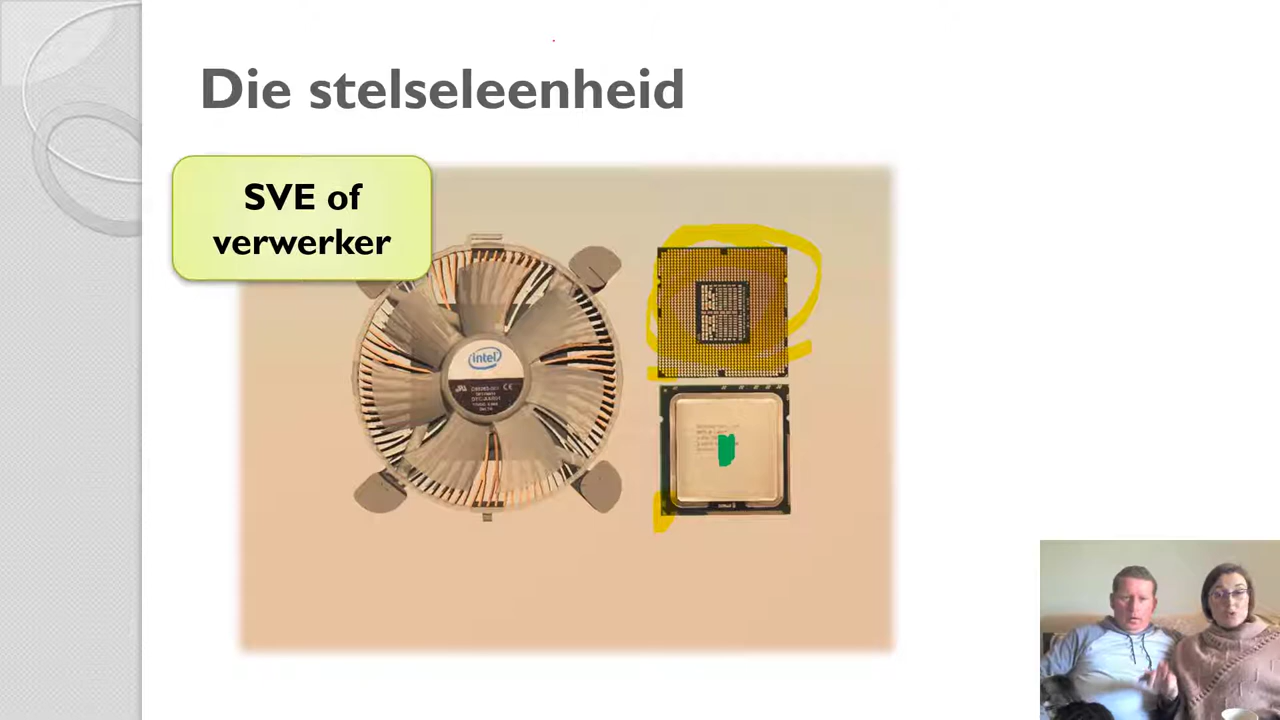 Die stelseleenheid
SVE of
verwerker
intel